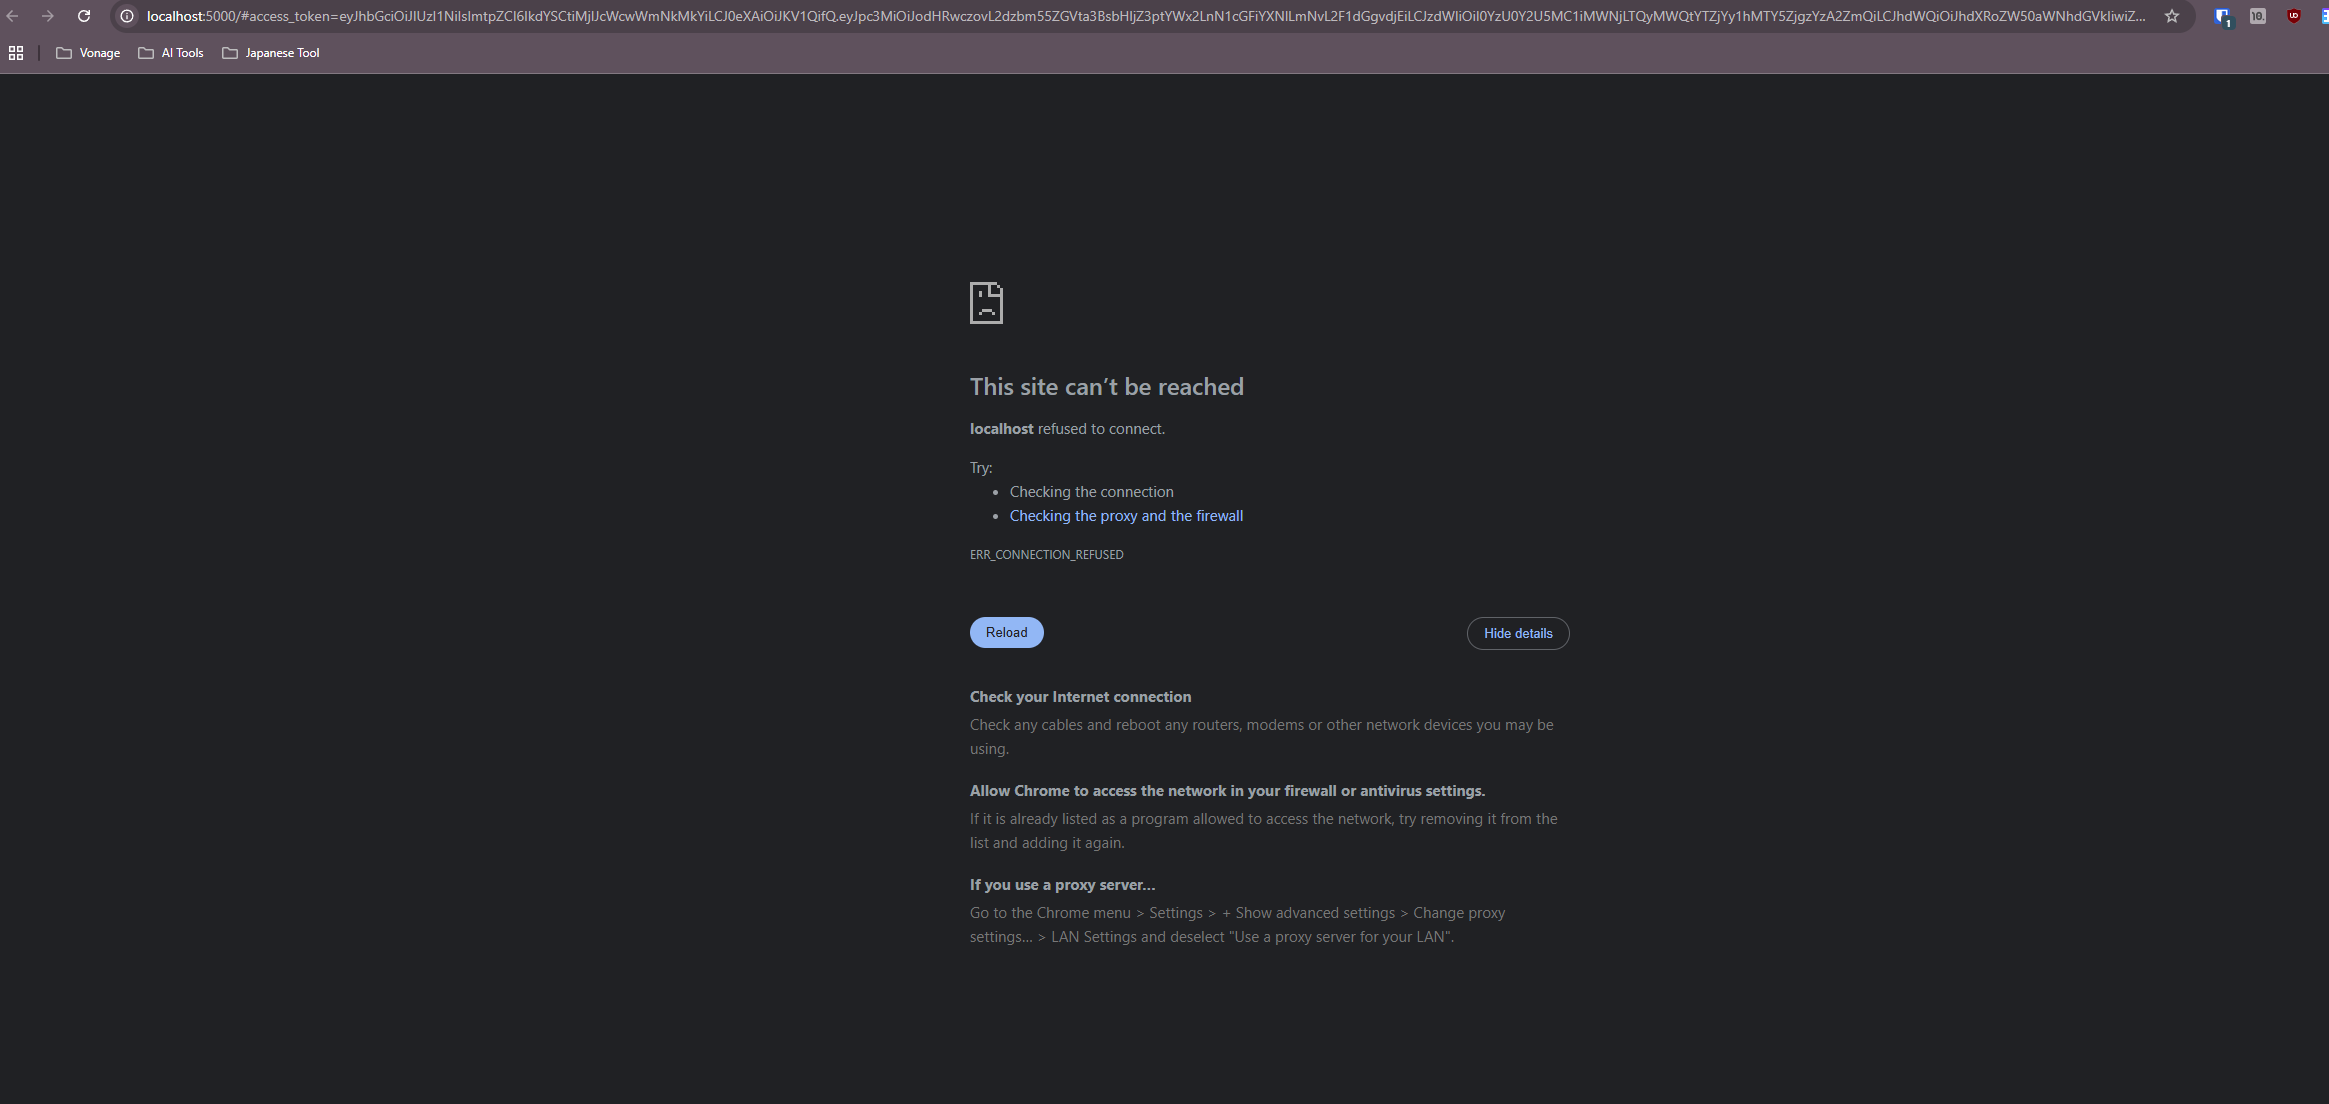 Vonage
AI Tools
Japanese Tool
This site can’t be reached
localhost refused to connect.
Try:
Checking the connection
Checking the proxy and the firewall
ERR_CONNECTION_REFUSED
Reload
Hide details
Check your Internet connection
Check any cables and reboot any routers, modems or other network devices you may be
using.
Allow Chrome to access the network in your firewall or antivirus settings.
If it is already listed as a program allowed to access the network, try removing it from the
list and adding it again.
If you use a proxy server...
Go to the Chrome menu > Settings > + Show advanced settings > Change proxy
settings... > LAN Settings and deselect "Use a proxy server for your LAN".